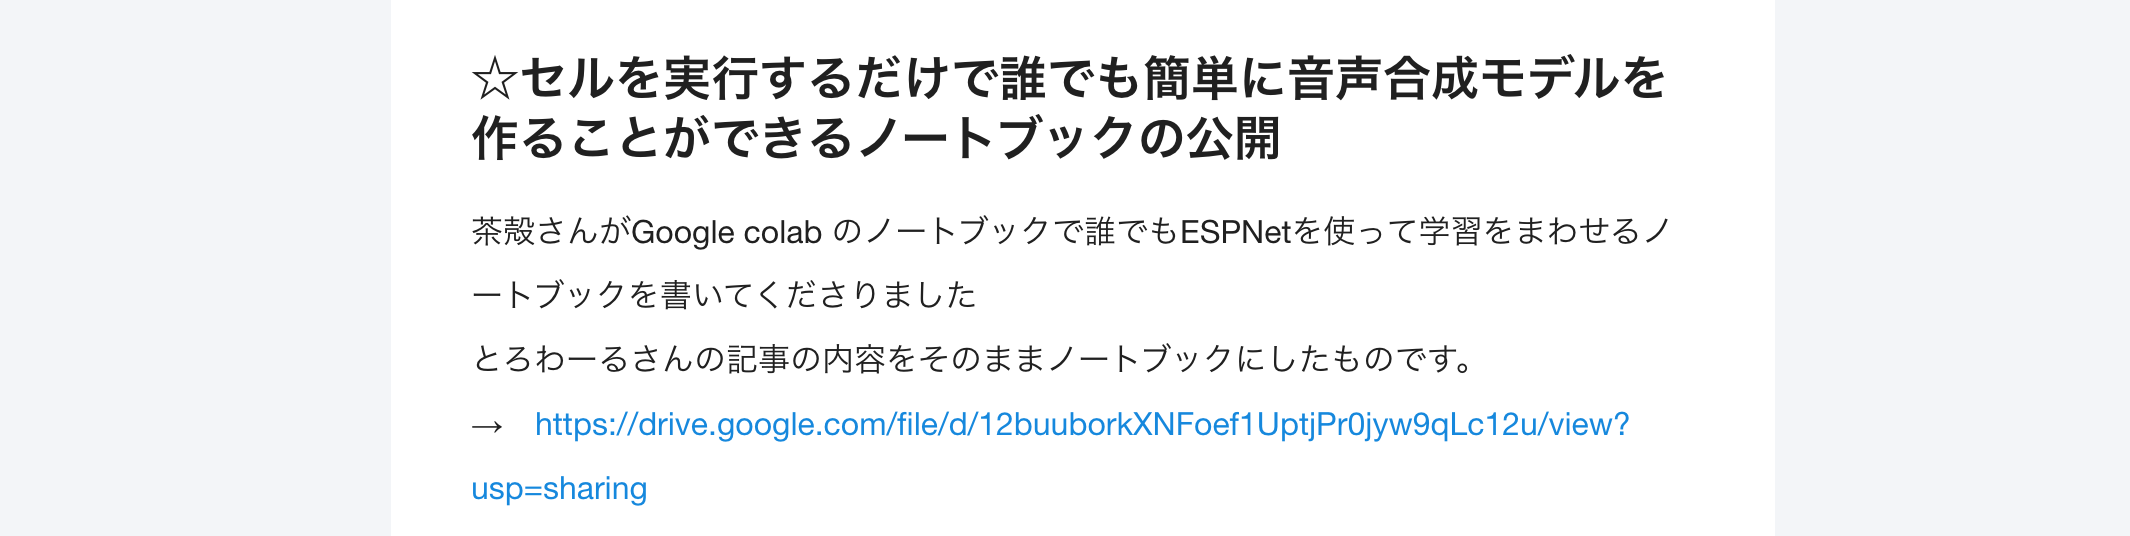 ☆セルを実行するだけで誰でも簡単に音声合成モデルを
作ることができるノートブックの公開
茶殻さんがGoogle colab のノートブックで誰でもESPNetを使って学習をまわせるノ
ートブックを書いてくださりました
とろわーるさんの記事の内容をそのままノートブックにしたものです。
→　https://drive.google.com/file/d/12buuborkXNFoef1UptjPr0jyw9qLc12u/view?
usp=sharing